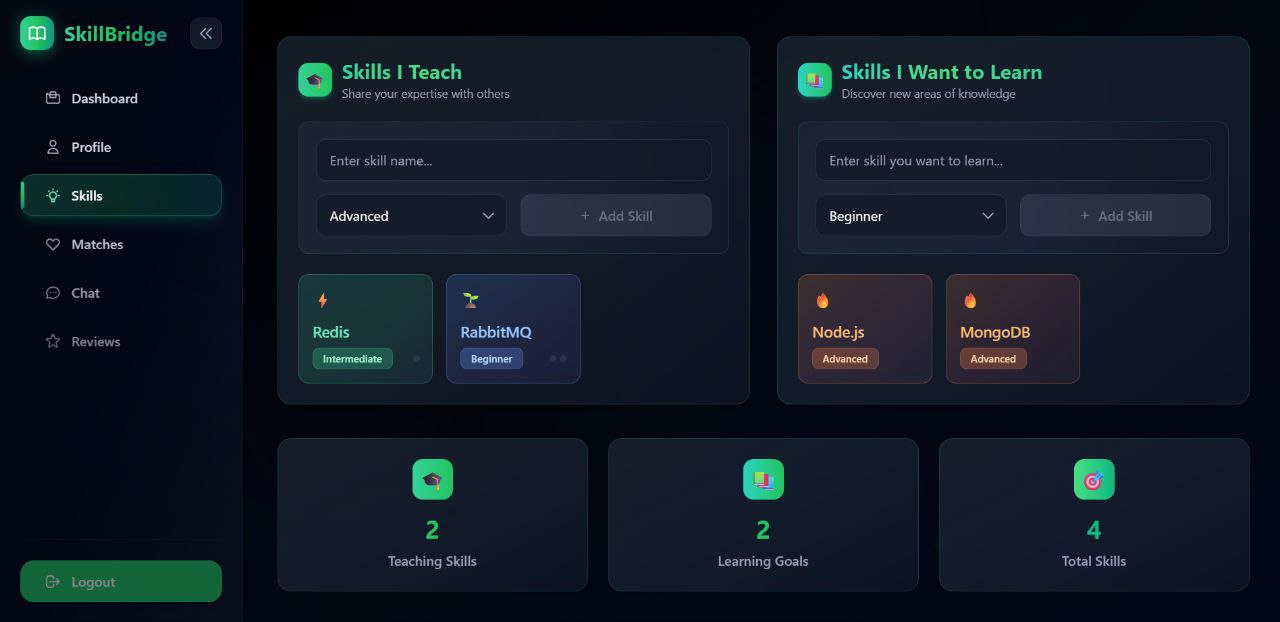 SkillBridge
Dashboard
Profile
Skills
Matches
Chat
Reviews
Logout
Skills I Teach
Share your expertise with others
Enter skill name...
Advanced
+ Add Skill
Redis
Intermediate
RabbitMQ
Beginner
Skills I Want to Learn
Discover new areas of knowledge
Enter skill you want to learn...
Beginner
+ Add Skill
Node.js
Advanced
MongoDB
Advanced
2
Teaching Skills
2
Learning Goals
4
Total Skills